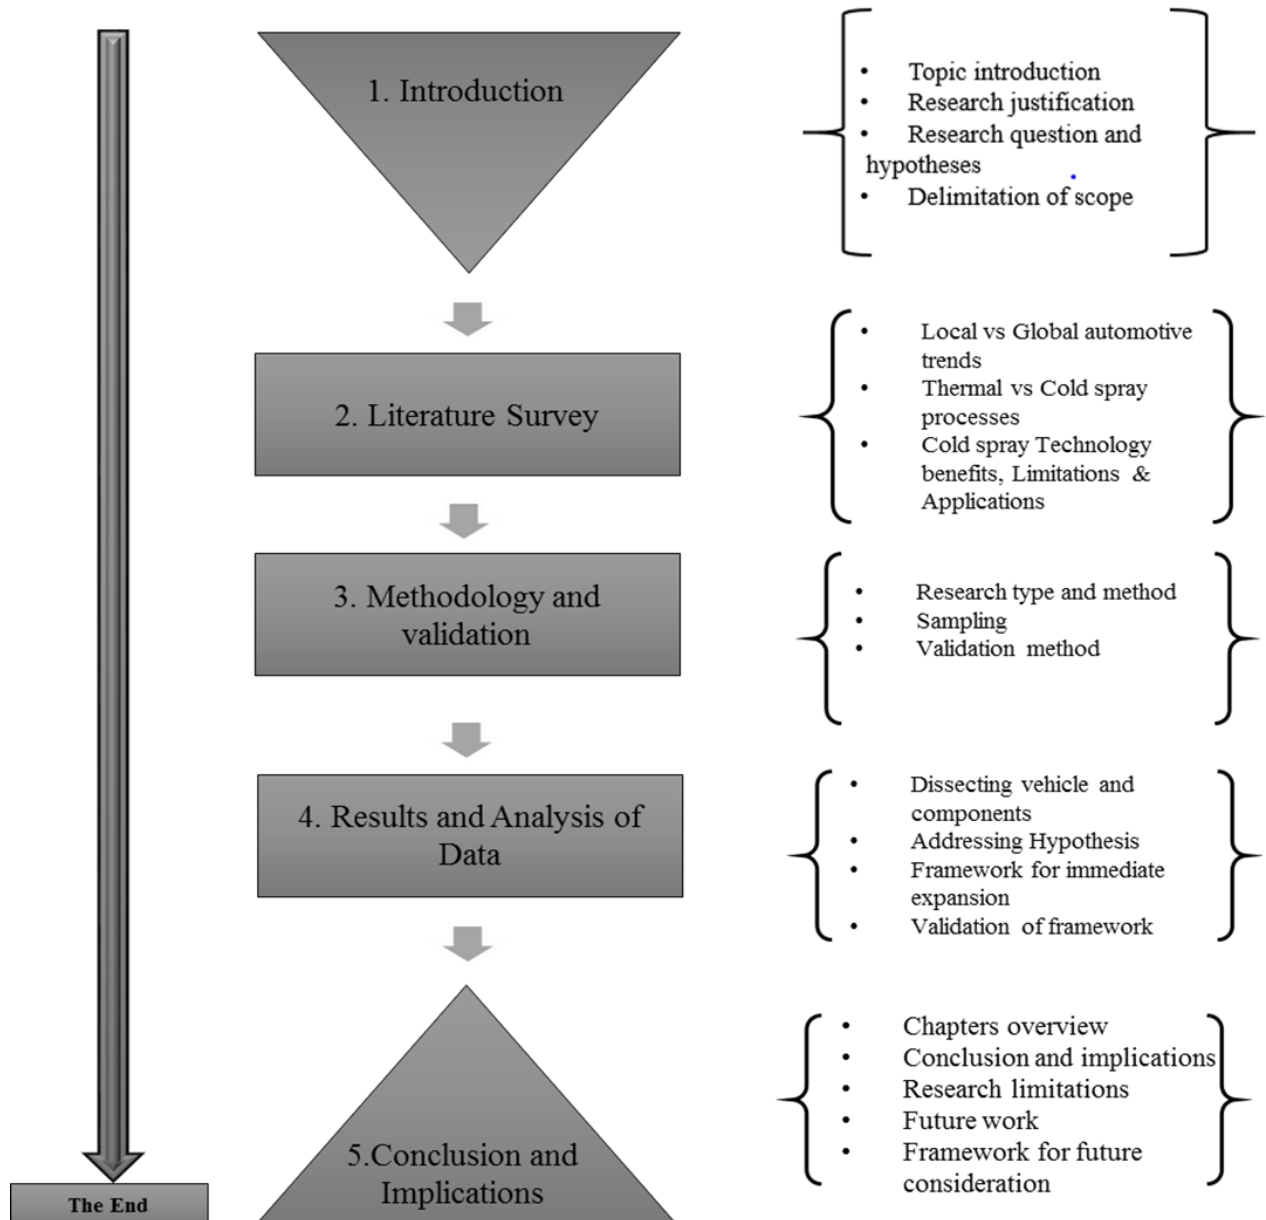 1. Introduction
• Topic introduction
• Research justification
• Research question and
hypotheses
• Delimitation of scope
2. Literature Survey
• Local vs Global automotive
trends
• Thermal vs Cold spray
processes
• Cold spray Technology
benefits, Limitations &
Applications
3. Methodology and
validation
• Research type and method
• Sampling
• Validation method
4. Results and Analysis of
Data
• Dissecting vehicle and
components
• Addressing Hypothesis
• Framework for immediate
expansion
• Validation of framework
5.Conclusion and
Implications
• Chapters overview
• Conclusion and implications
• Research limitations
• Future work
• Framework for future
consideration
The End